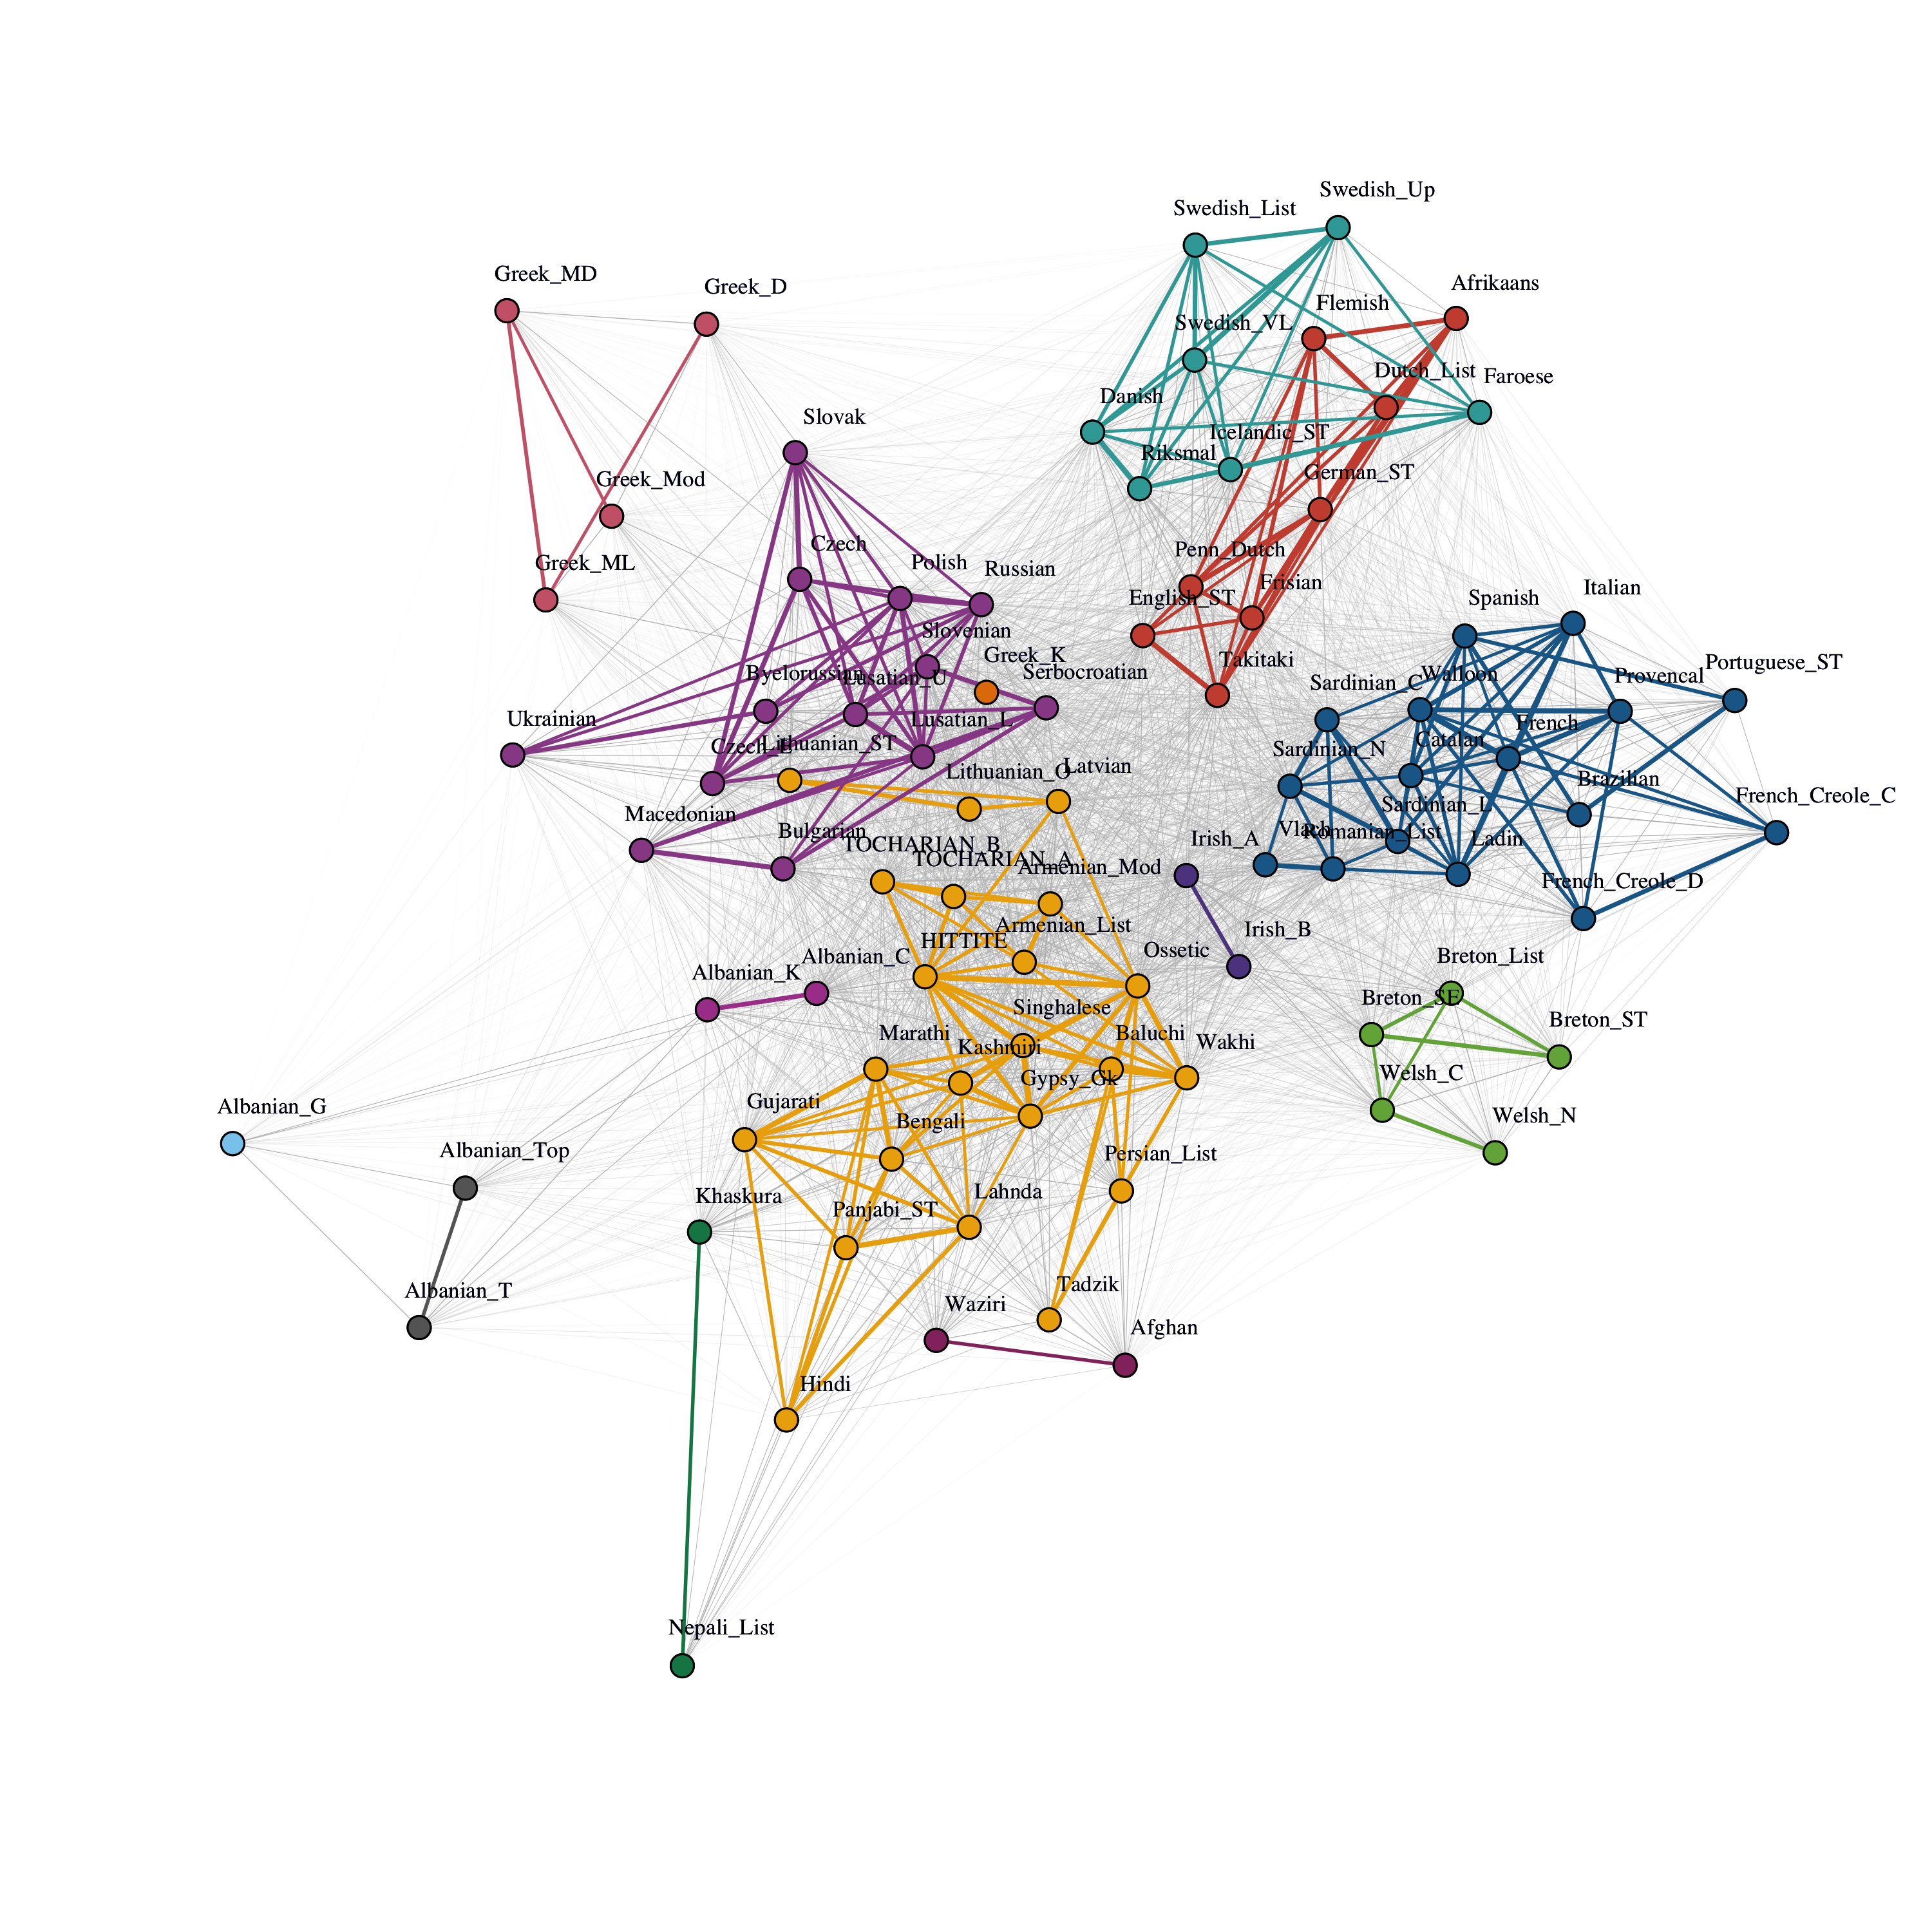 Swedish_Up
Swedish_List
Greek_MD
Greek_D
Afrikaans
Flemish
Swedish_VL
Dutch_List
Faroese
Danish
Slovak
Icelandic_ST
Riksmal
German_ST
Greek_Mod
Czech
Penn_Dutch
Polish
Russian
Greek_ML
Frisian
Italian
English_ST
Spanish
Slovenian
Greek_K
Takitaki
Portuguese_ST
Byelorussian
Lusatian_U
Serbocroatian
Walloon
Provencal
Sardinian_C
Ukrainian
Lusatian_L
French
Czech_E
Lithuanian_ST
Sardinian_N
Catalan
Lithuanian_O
Latvian
Brazilian
French_Creole_C
Macedonian
Sardinian_L
Bulgarian
Vlach
Romanian_List
Irish_A
Ladin
TOCHARIAN_B
TOCHARIAN_A
Armenian_Mod
French_Creole_D
Armenian_List
Irish_B
HITTITE
Ossetic
Albanian_C
Breton_List
Albanian_K
Breton_SE
Singhalese
Breton_ST
Marathi
Baluchi
Wakhi
Kashmiri
Gypsy_Gk
Welsh_C
Gujarati
Albanian_G
Bengali
Welsh_N
Albanian_Top
Persian_List
Khaskura
Lahnda
Panjabi_ST
Albanian_T
Tadzik
Waziri
Afghan
Hindi
Nepali_List